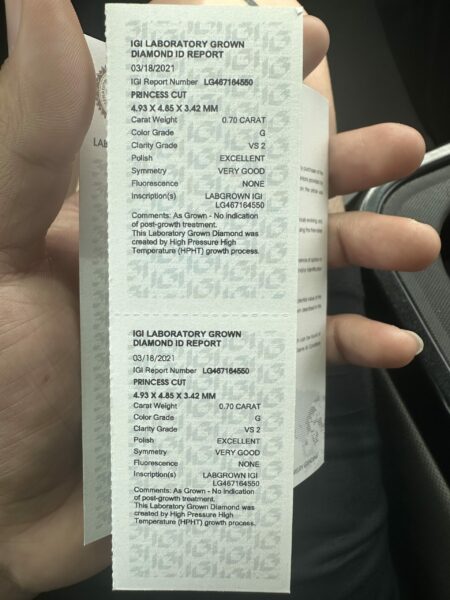 IGI LABORATORY GROWN
DIAMOND ID REPORT
03/18/2021
IGI Report Number LG467164550
PRINCESS CUT
4.93 X 4.85 X 3.42 MM
Carat Weight 0.70 CARAT
Color Grade G
Clarity Grade VS 2
Polish EXCELLENT
Symmetry VERY GOOD
Fluorescence NONE
Inscription(s) LABGROWN IGI
LG467164550
Comments: As Grown - No indication
of post-growth treatment.
This Laboratory Grown Diamond was
created by High Pressure High
Temperature (HPHT) growth process.
IGI LABORATORY GROWN
DIAMOND ID REPORT
03/18/2021
IGI Report Number LG467164550
PRINCESS CUT
4.93 X 4.85 X 3.42 MM
Carat Weight 0.70 CARAT
Color Grade G
Clarity Grade VS 2
Polish EXCELLENT
Symmetry VERY GOOD
Fluorescence NONE
Inscription(s) LABGROWN IGI
LG467164550
Comments: As Grown - No indication
of post-growth treatment.
This Laboratory Grown Diamond was
created by High Pressure High
Temperature (HPHT) growth process.